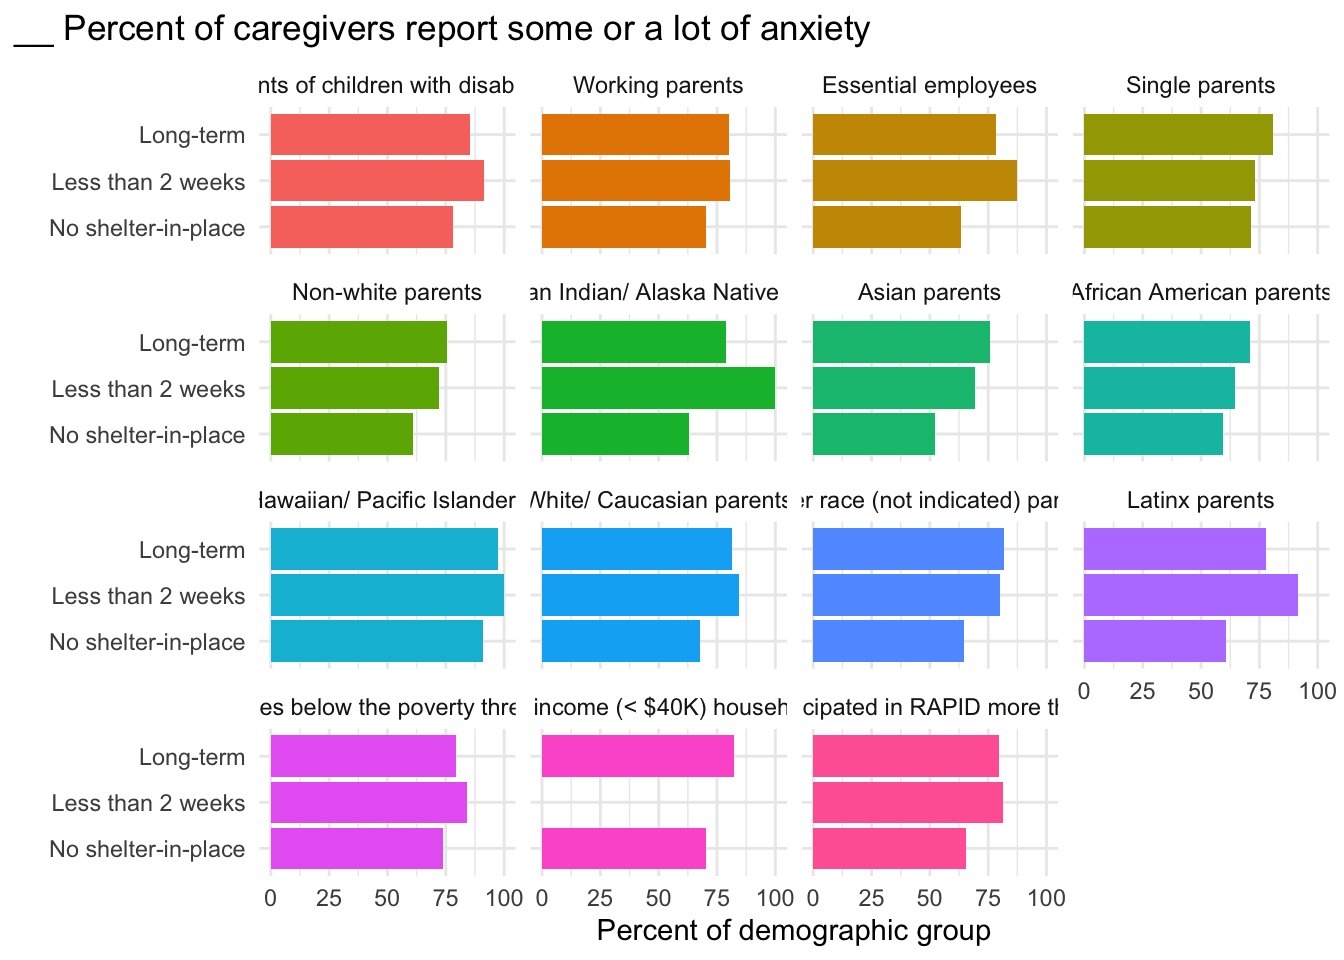 __ Percent of caregivers report some or a lot of anxiety
nts of children with disab
Working parents
Essential employees
Single parents
Long-term
Less than 2 weeks
No shelter-in-place
Non-white parents
an Indian/ Alaska Native
Asian parents
African American parents
Long-term
Less than 2 weeks
No shelter-in-place
Hawaiian/ Pacific Islander
White/ Caucasian parents
er race (not indicated) par
Latinx parents
Long-term
Less than 2 weeks
No shelter-in-place
0 25 50 75 100
es below the poverty thre
income (< $40K) househ
cipated in RAPID more th
Long-term
Less than 2 weeks
No shelter-in-place
0 25 50 75 100
0 25 50 75 100
0 25 50 75 100
Percent of demographic group